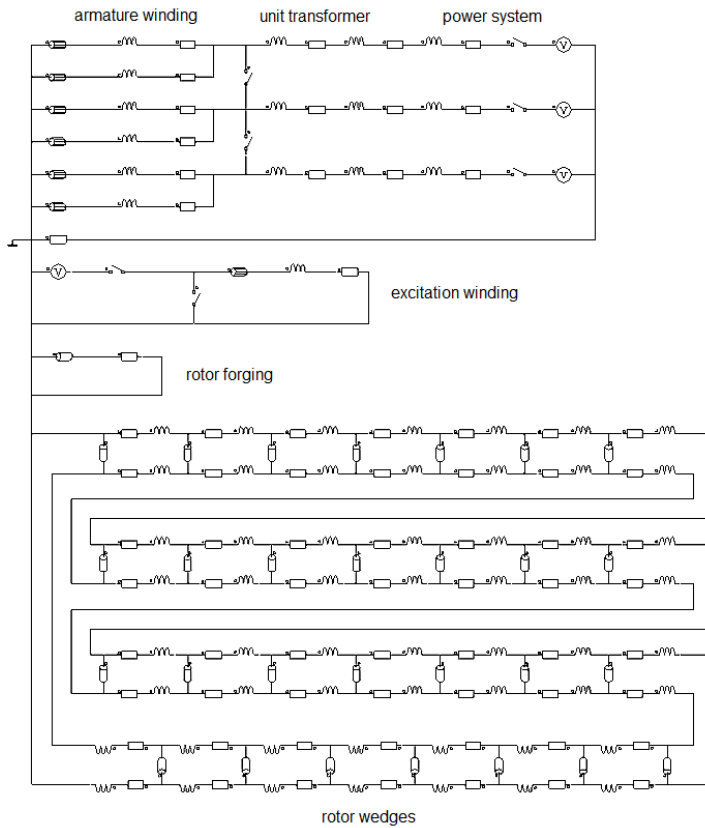 armature winding unit transformer power system
V
V
V
V
excitation winding
rotor forging
rotor wedges